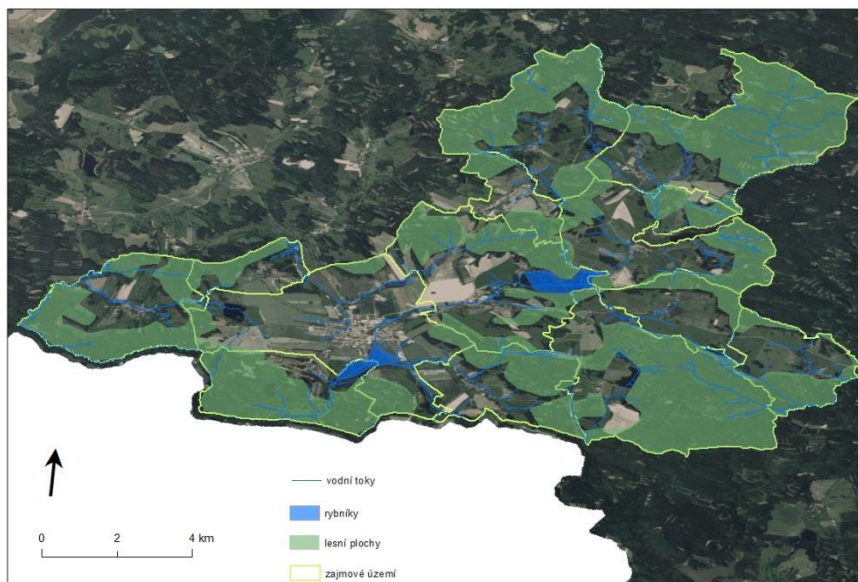 vodní toky
rybníky
lesní plochy
zajmové území
0 2 4 km